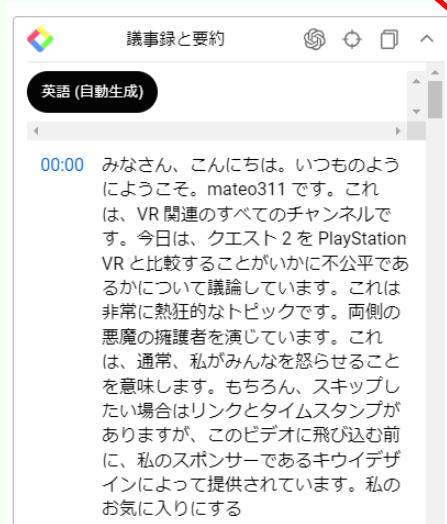 議事録と要約
英語 (自動生成)
00:00 みなさん、こんにちは。いつものよう
にようこそ。mateo311 です。これ
は、VR 関連のすべてのチャンネルで
す。今日は、クエスト 2 を PlayStation
VR と比較することがいかに不公平であ
るかについて議論しています。これは
非常に熱狂的なトピックです。両側の
悪魔の擁護者を演じています。これ
は、通常、私がみんなを怒らせること
を意味します。もちろん、スキップし
たい場合はリンクとタイムスタンプが
ありますが、このビデオに飛び込む前
に、私のスポンサーであるキウイデザ
インによって提供されています。私の
お気に入りにする